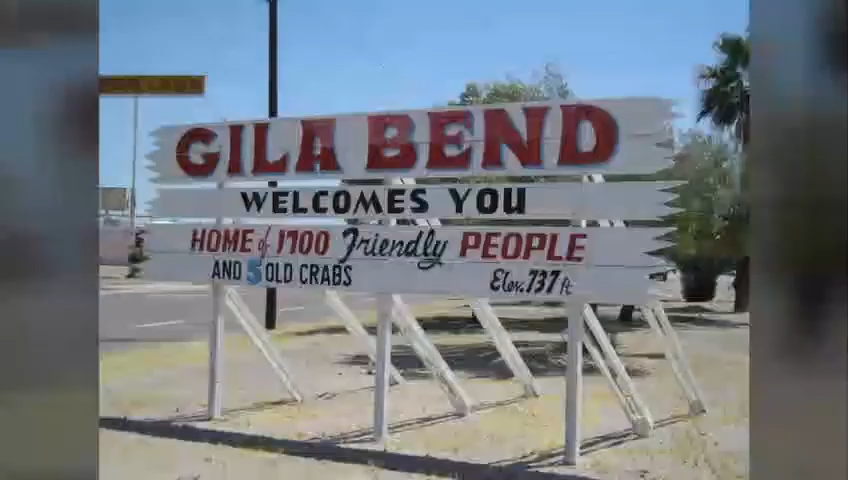 GILA BEND
WELCOMES YOU
HOME of 1700 Friendly PEOPLE
AND 5 OLD CRABS Elev. 737 ft